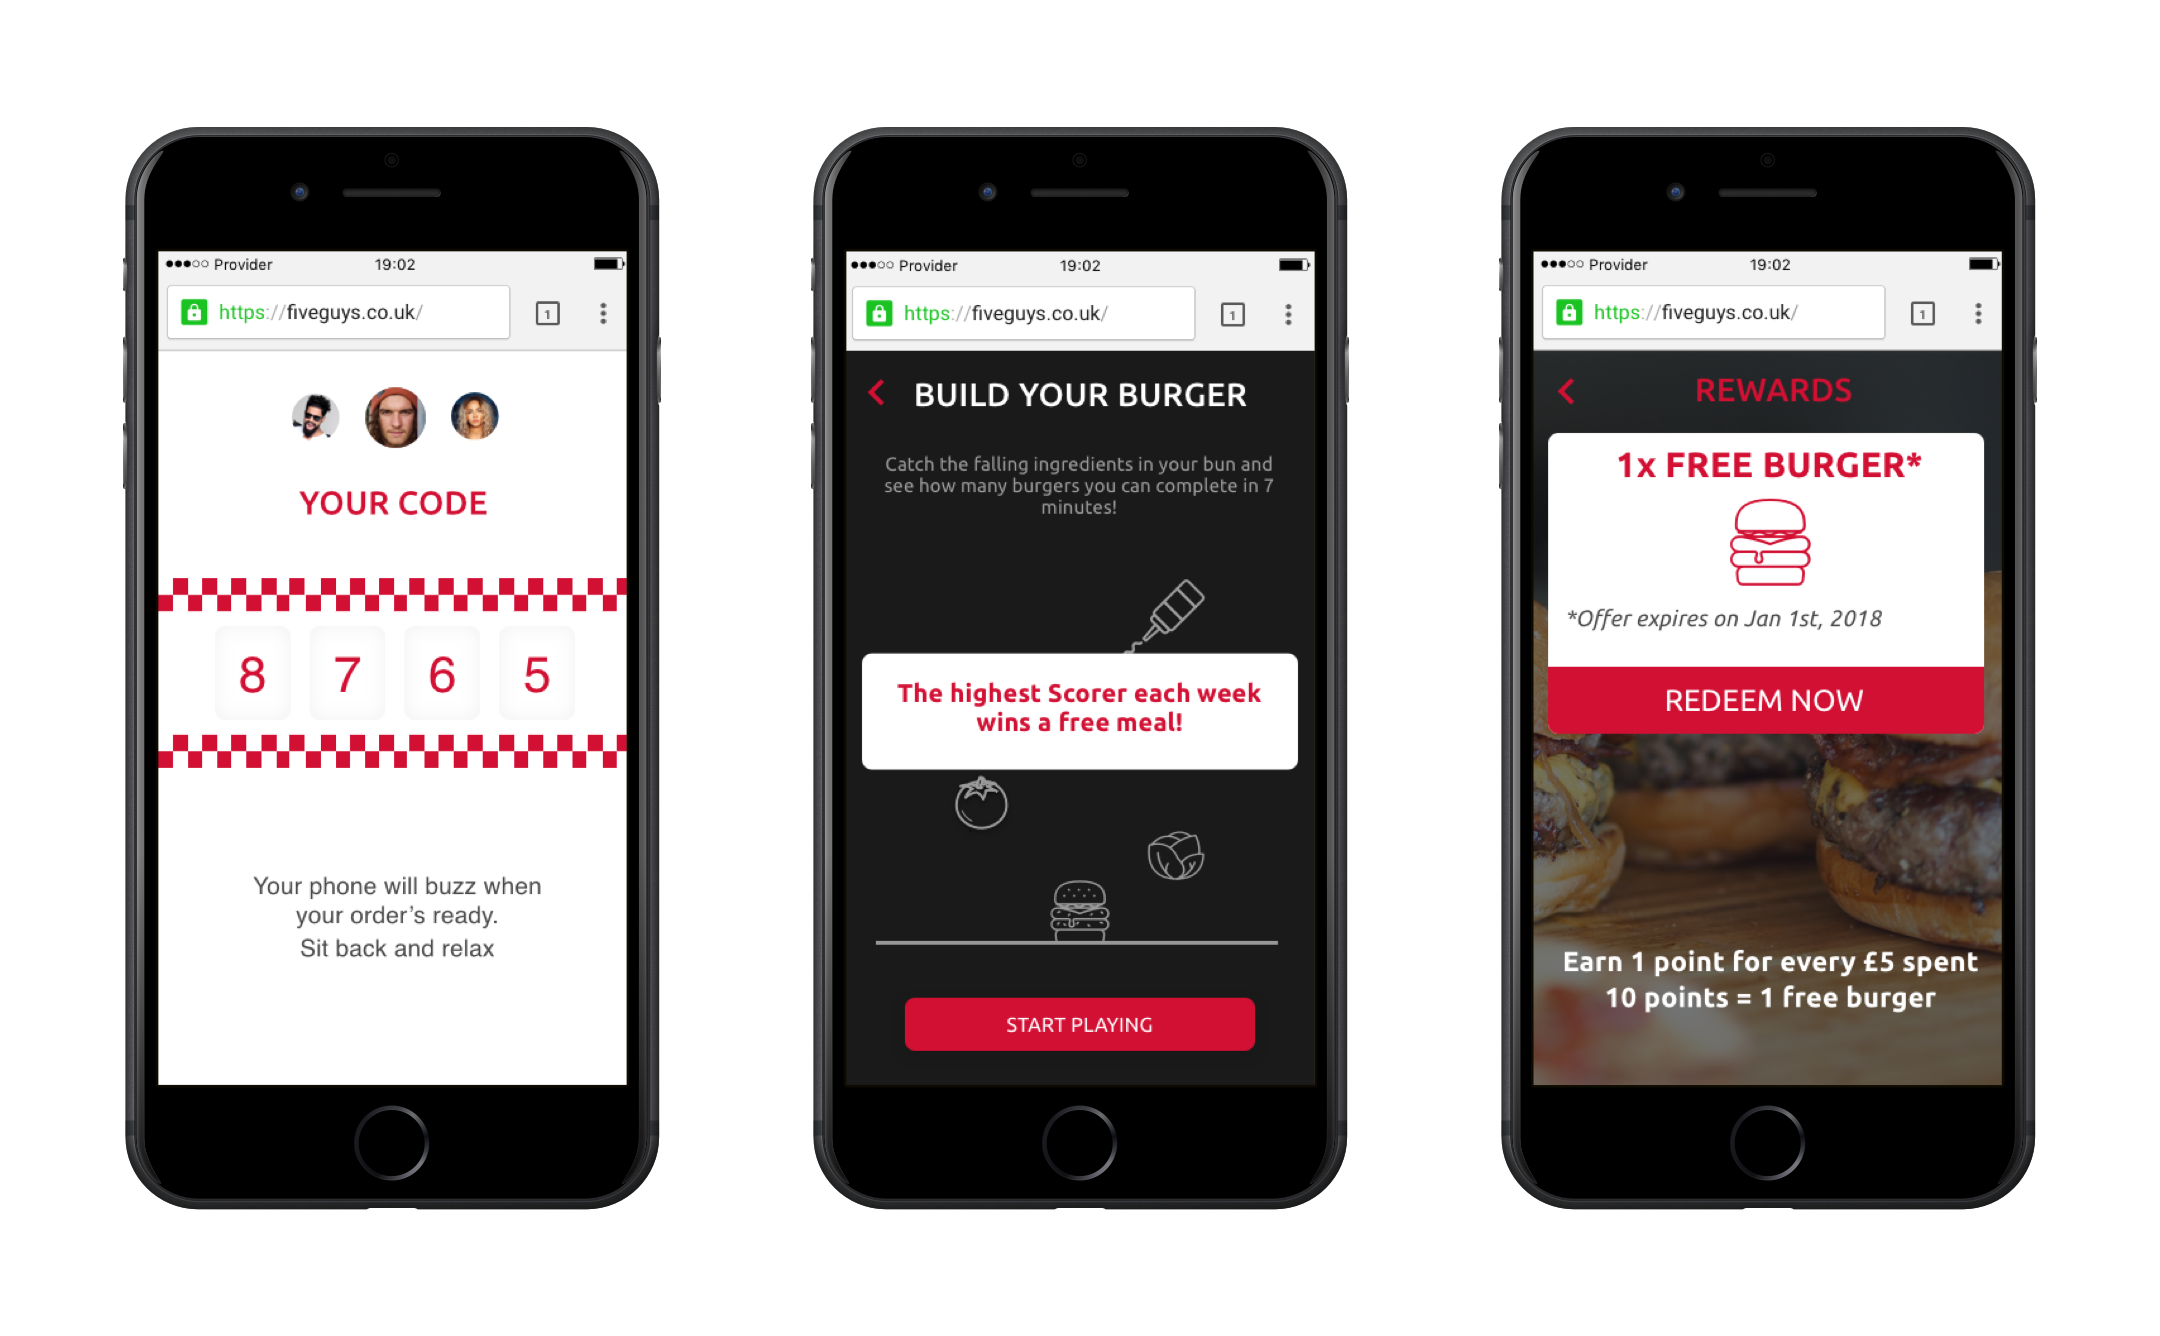 Provider 19:02
https://fiveguys.co.uk/ 1
YOUR CODE
8 7 6 5
Your phone will buzz when
your order's ready.
Sit back and relax
Provider 19:02
https://fiveguys.co.uk/ 1
BUILD YOUR BURGER
Catch the falling ingredients in your bun and
see how many burgers you can complete in 7
minutes!
The highest Scorer each week
wins a free meal!
START PLAYING
Provider 19:02
https://fiveguys.co.uk/ 1
REWARDS
1x FREE BURGER*
*Offer expires on Jan 1st, 2018
REDEEM NOW
Earn 1 point for every £5 spent
10 points = 1 free burger